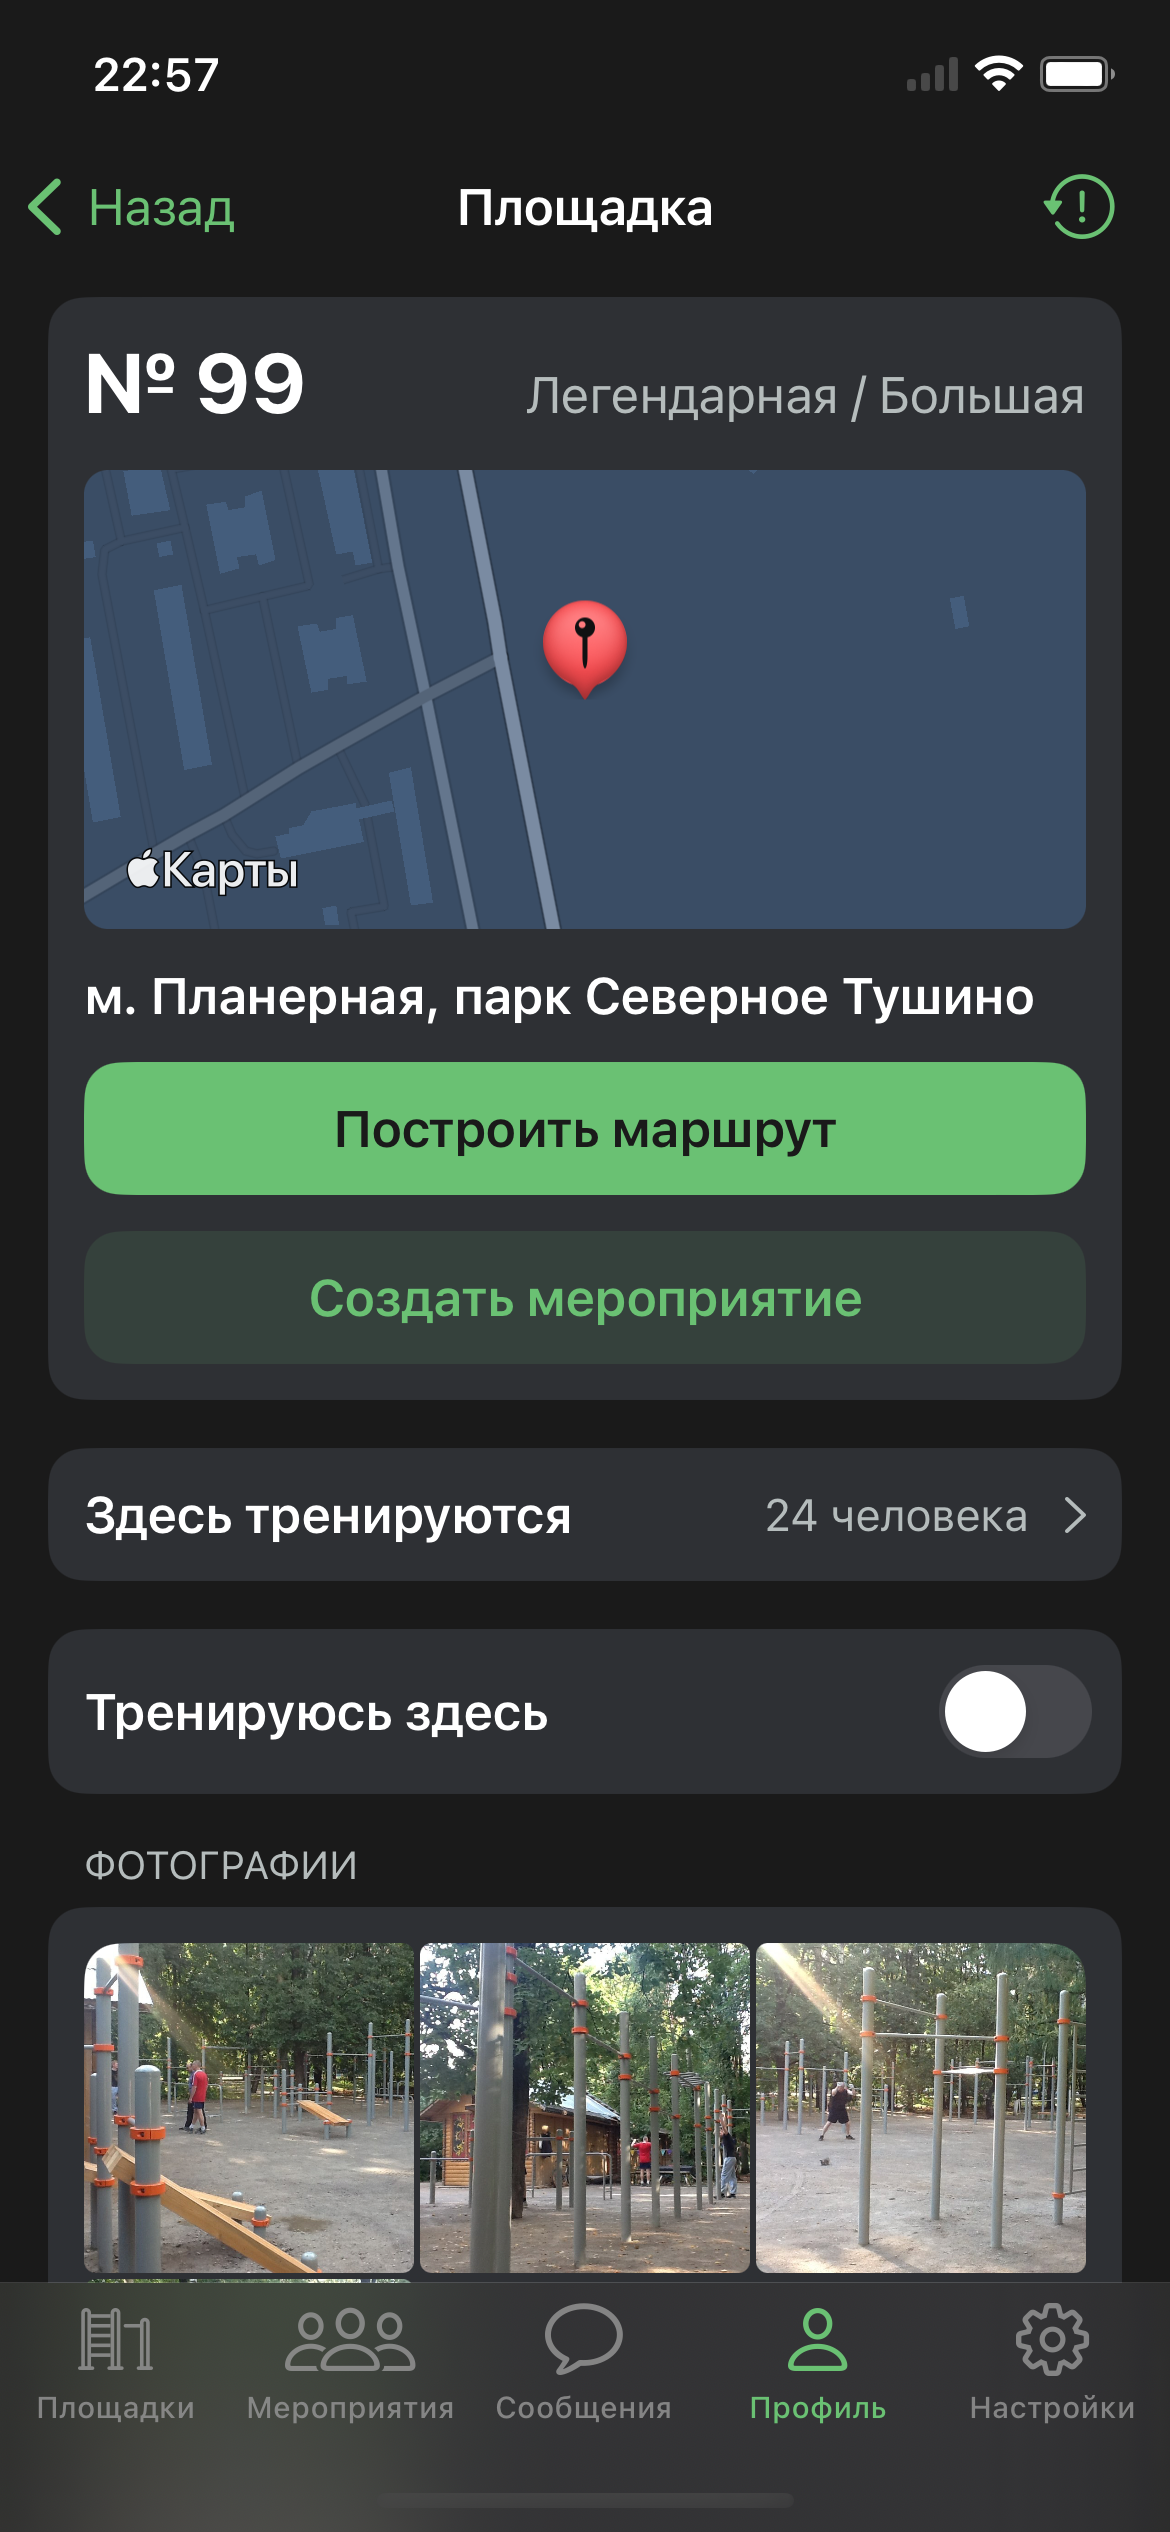 22:57
Назад
Площадка
№ 99
Легендарная / Большая
Карты
м. Планерная, парк Северное Тушино
Построить маршрут
Создать мероприятие
Здесь тренируются
24 человека
Тренируюсь здесь
ФОТОГРАФИИ
Площадки
Мероприятия
Сообщения
Профиль
Настройки